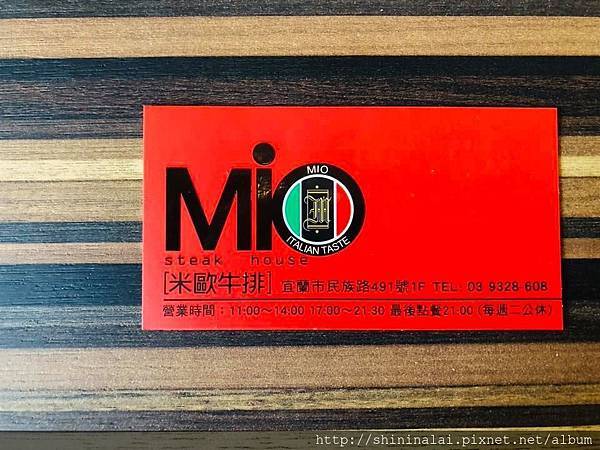 Mio
MIO
ITALIAN TASTE
steak house
[米歐牛排] 宜蘭市民族路491號1F TEL: 03 9328-608
營業時間：11:00～14:00 17:00～21:30 最後點餐21:00 (每週二公休)
http://shininalai.pixnet.net/album